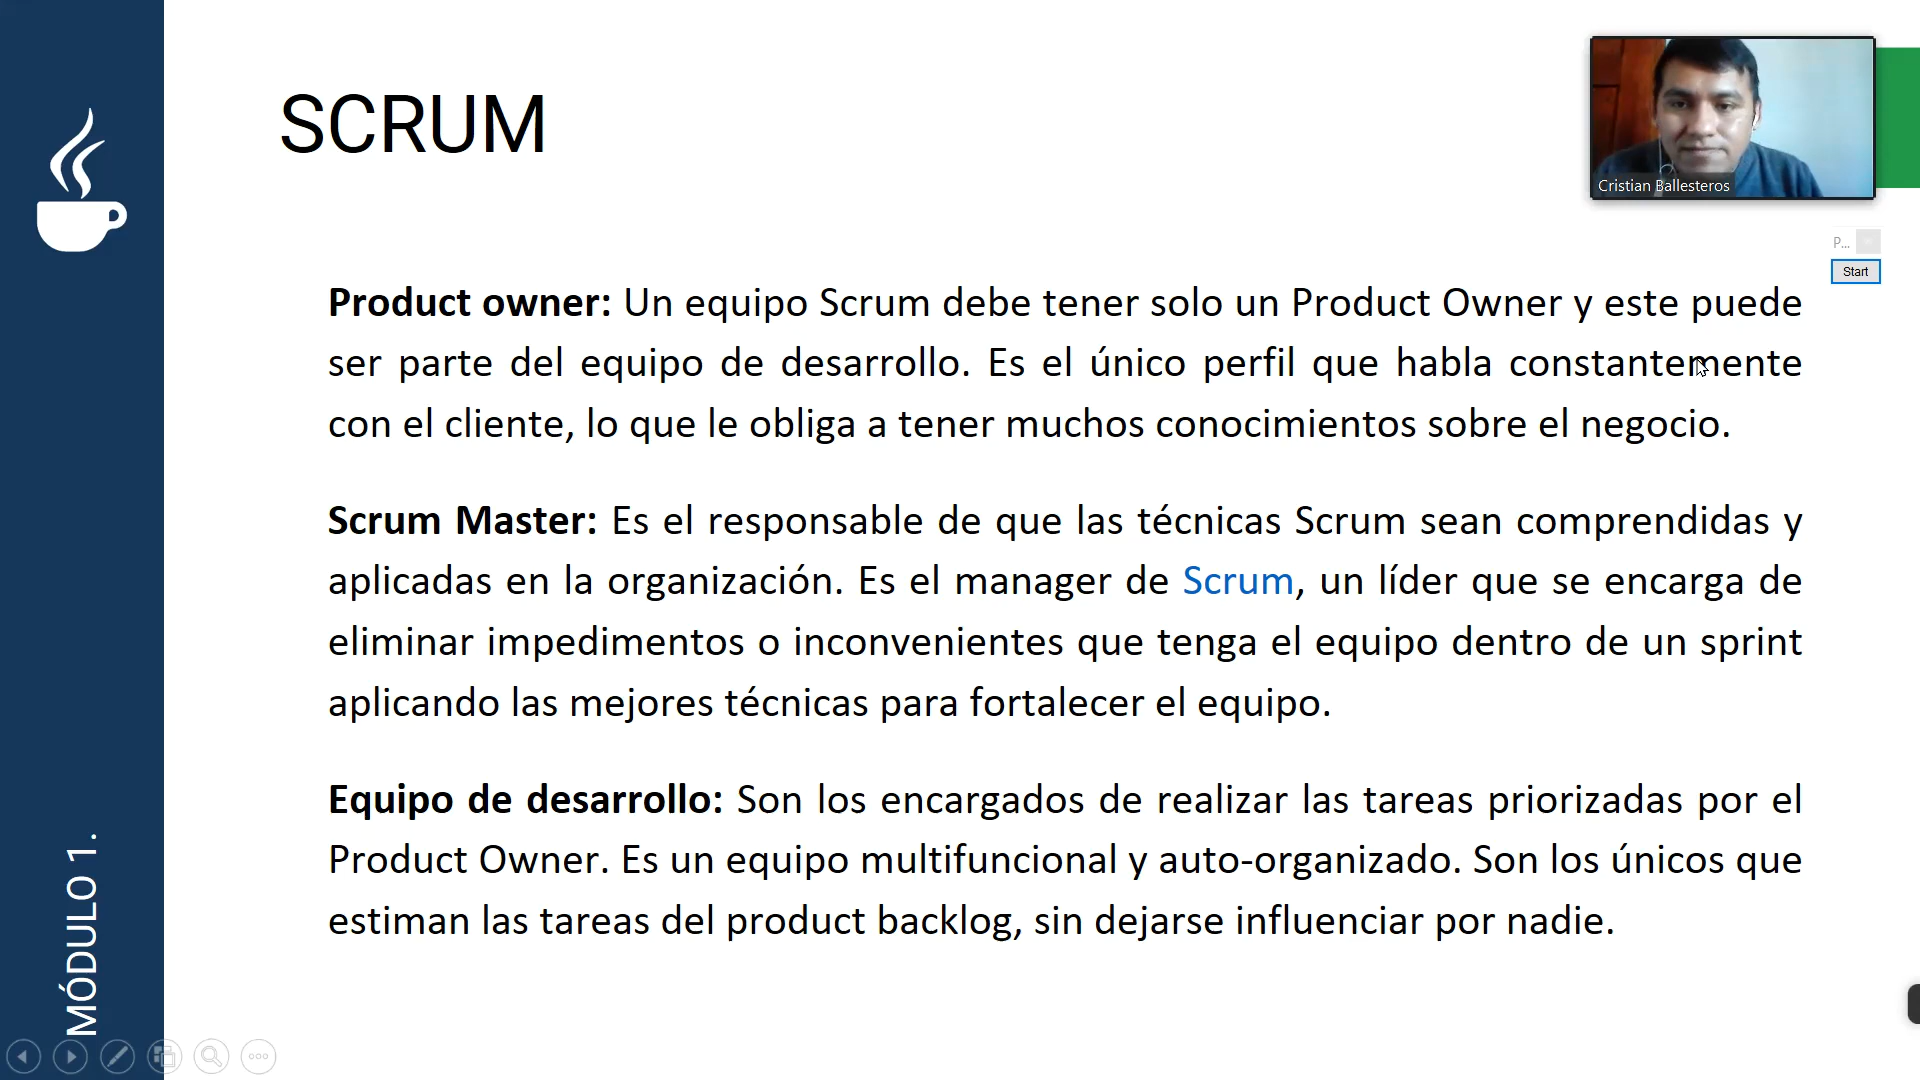 SCRUM
Cristian Ballesteros
P...
Start
Product owner: Un equipo Scrum debe tener solo un Product Owner y este puede
ser parte del equipo de desarrollo. Es el único perfil que habla constantemente
con el cliente, lo que le obliga a tener muchos conocimientos sobre el negocio.
Scrum Master: Es el responsable de que las técnicas Scrum sean comprendidas y
aplicadas en la organización. Es el manager de Scrum, un líder que se encarga de
eliminar impedimentos o inconvenientes que tenga el equipo dentro de un sprint
aplicando las mejores técnicas para fortalecer el equipo.
Equipo de desarrollo: Son los encargados de realizar las tareas priorizadas por el
Product Owner. Es un equipo multifuncional y auto-organizado. Son los únicos que
estiman las tareas del product backlog, sin dejarse influenciar por nadie.
MÓDULO 1.